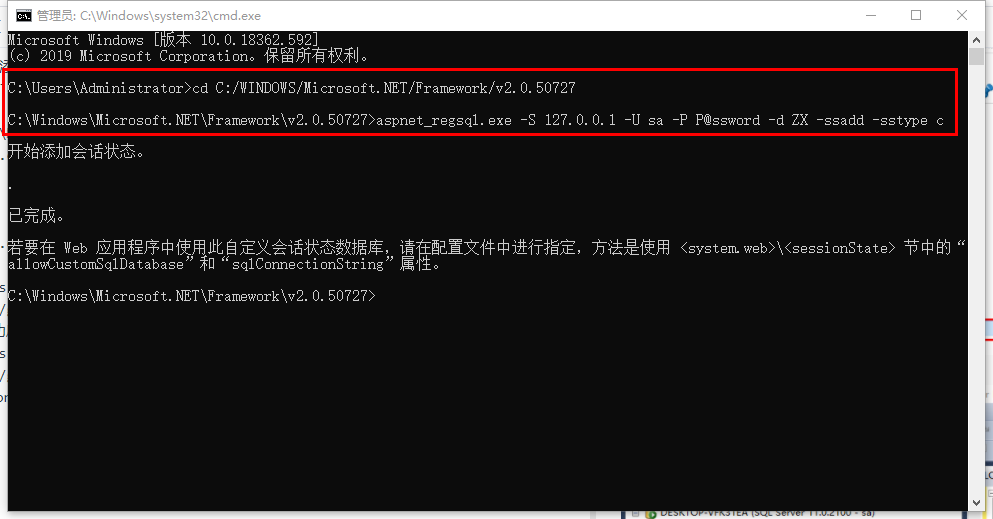 管理员: C:\Windows\system32\cmd.exe
Microsoft Windows [版本 10.0.18362.592]
(c) 2019 Microsoft Corporation。保留所有权利。
C:\Users\Administrator>cd C:/WINDOWS/Microsoft.NET/Framework/v2.0.50727
C:\Windows\Microsoft.NET\Framework\v2.0.50727>aspnet_regsql.exe -S 127.0.0.1 -U sa -P P@ssword -d ZX -ssadd -sstype c
开始添加会话状态。
.
已完成。
若要在 Web 应用程序中使用此自定义会话状态数据库，请在配置文件中进行指定，方法是使用 <system.web>\<sessionState> 节中的“
allowCustomSqlDatabase”和“sqlConnectionString”属性。
C:\Windows\Microsoft.NET\Framework\v2.0.50727>
DESKTOP-VFK31EA (SQL Server 11.0.2100 - sa)